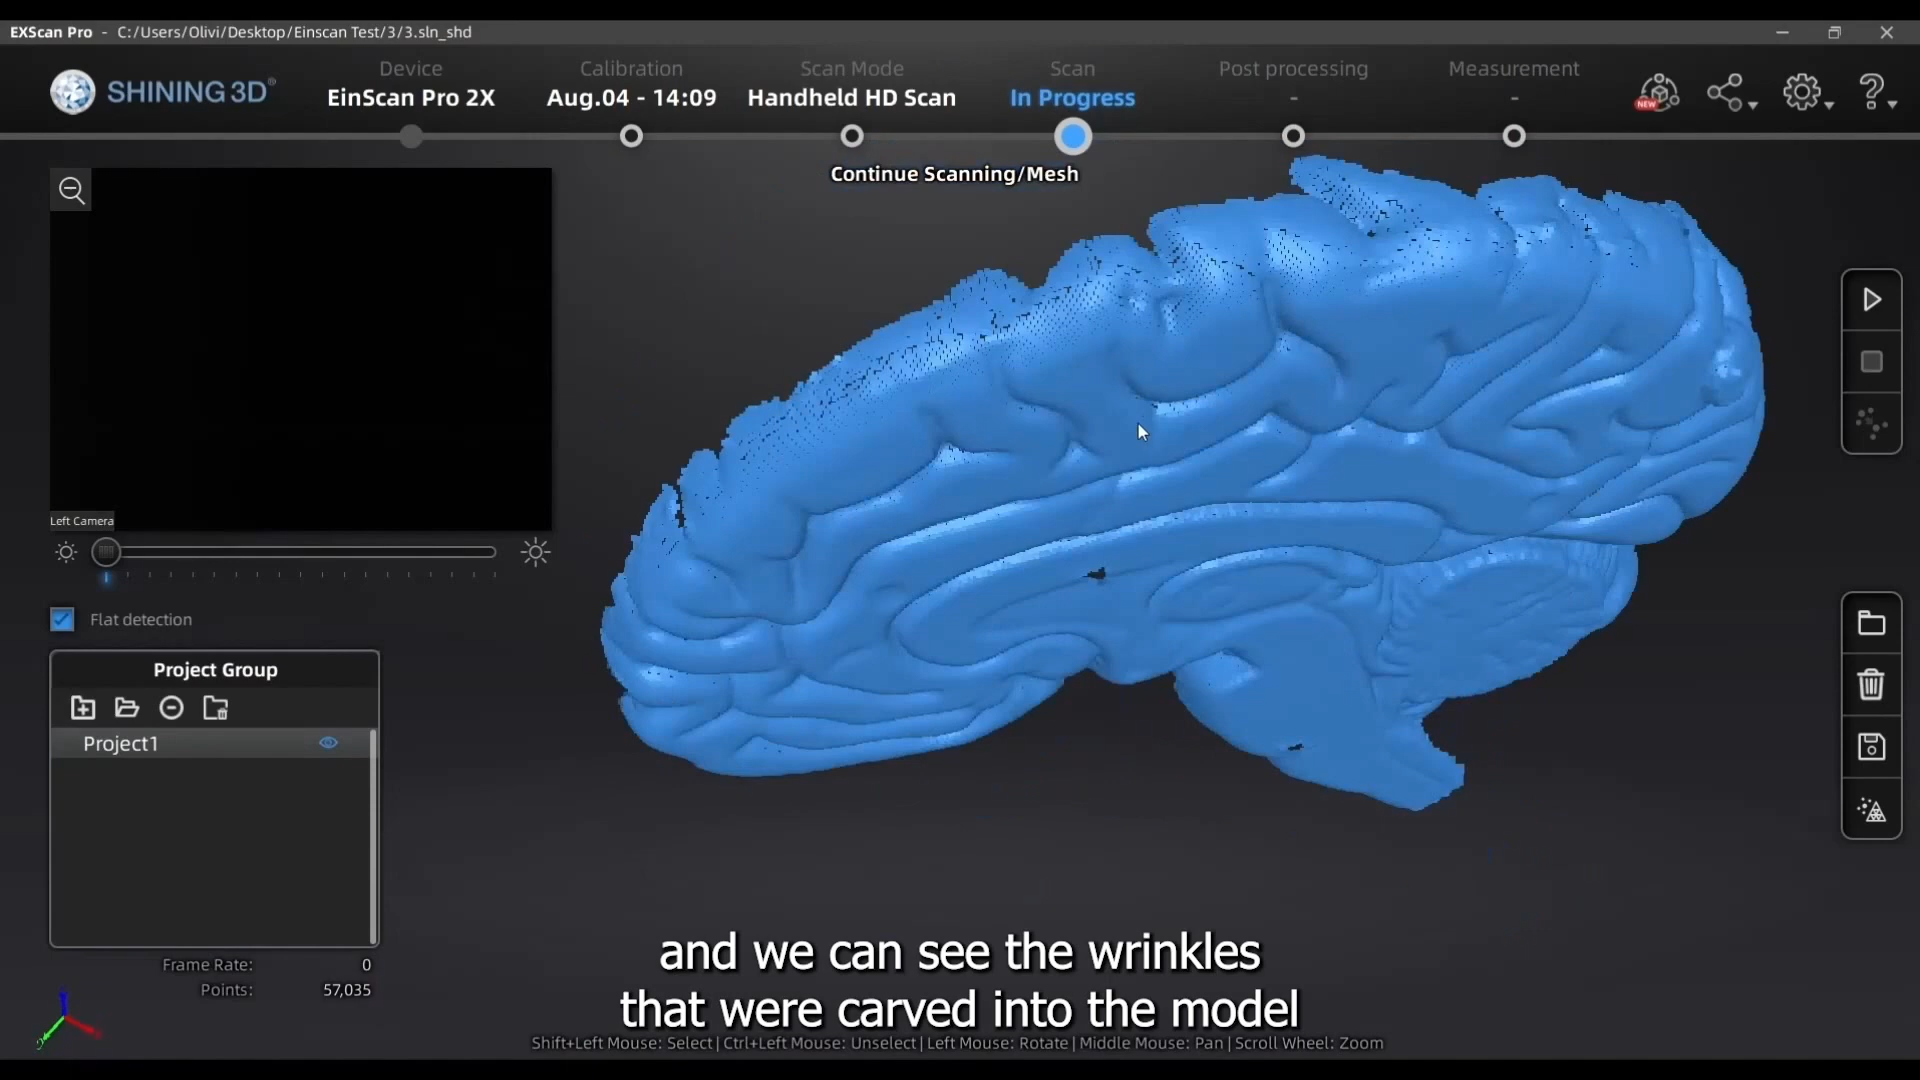 EXScan Pro - C:/Users/Olivi/Desktop/Einscan Test/3/3.sln_shd
SHINING 3D®
Device
EinScan Pro 2X
Calibration
Aug.04 - 14:09
Scan Mode
Handheld HD Scan
Scan
In Progress
Post processing
-
Measurement
-
NEW
Continue Scanning/Mesh
Left Camera
Flat detection
Project Group
Project1
Frame Rate: 0
Points: 57,035
and we can see the wrinkles
that were carved into the model
Shift+Left Mouse: Select|Ctrl+Left Mouse: Unselect|Left Mouse: Rotate|Middle Mouse: Pan|Scroll Wheel: Zoom